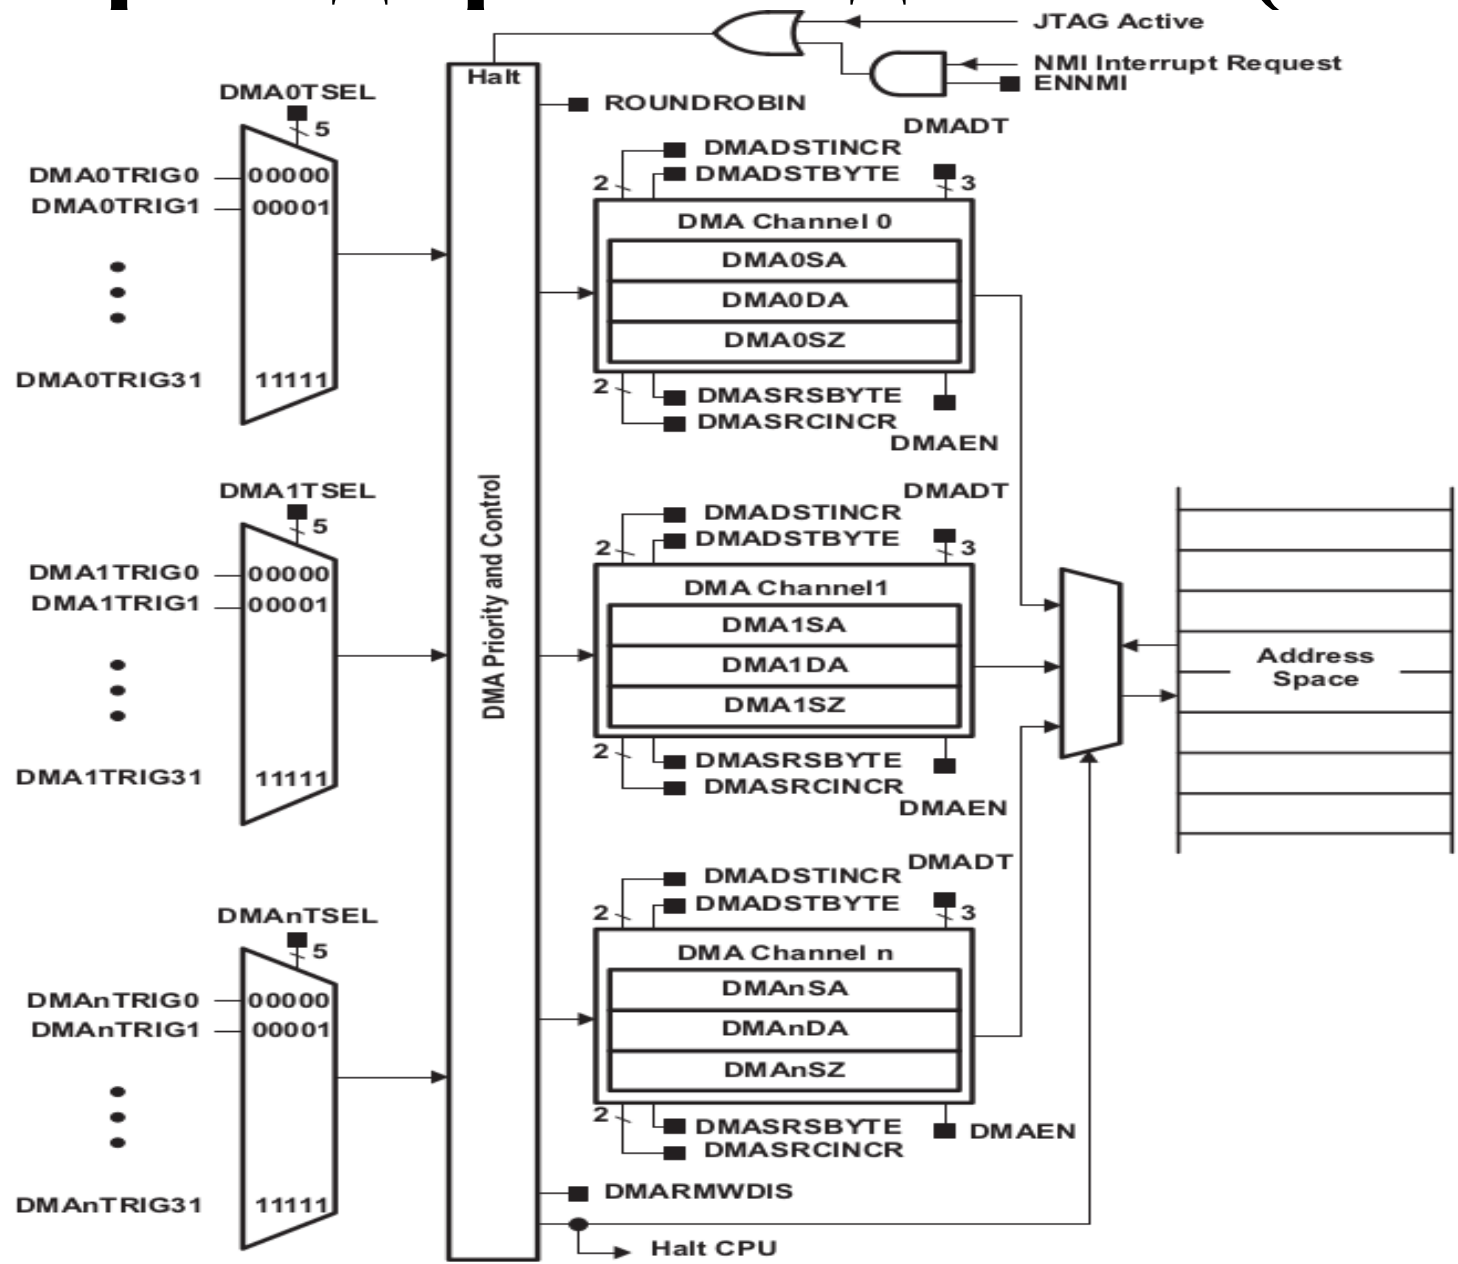 JTAG Active
NMI Interrupt Request
ENNMI
Halt
ROUNDROBIN
DMA0TSEL
5
DMA0TRIG0
00000
DMA0TRIG1
00001
DMA0TRIG31
11111
DMADT
DMADSTINCR
DMADSTBYTE
2
3
DMA Channel 0
DMA0SA
DMA0DA
DMA0SZ
2
DMASRSBYTE
DMASRCINCR
DMAEN
DMA Priority and Control
DMA1TSEL
5
DMA1TRIG0
00000
DMA1TRIG1
00001
DMA1TRIG31
11111
DMADT
DMADSTINCR
DMADSTBYTE
2
3
DMA Channel1
DMA1SA
DMA1DA
DMA1SZ
2
DMASRSBYTE
DMASRCINCR
DMAEN
Address
Space
DMAnTSEL
5
DMAnTRIG0
00000
DMAnTRIG1
00001
DMAnTRIG31
11111
DMADT
DMADSTINCR
DMADSTBYTE
2
3
DMA Channel n
DMAnSA
DMAnDA
DMAnSZ
2
DMASRSBYTE
DMASRCINCR
DMAEN
DMARMWDIS
Halt CPU